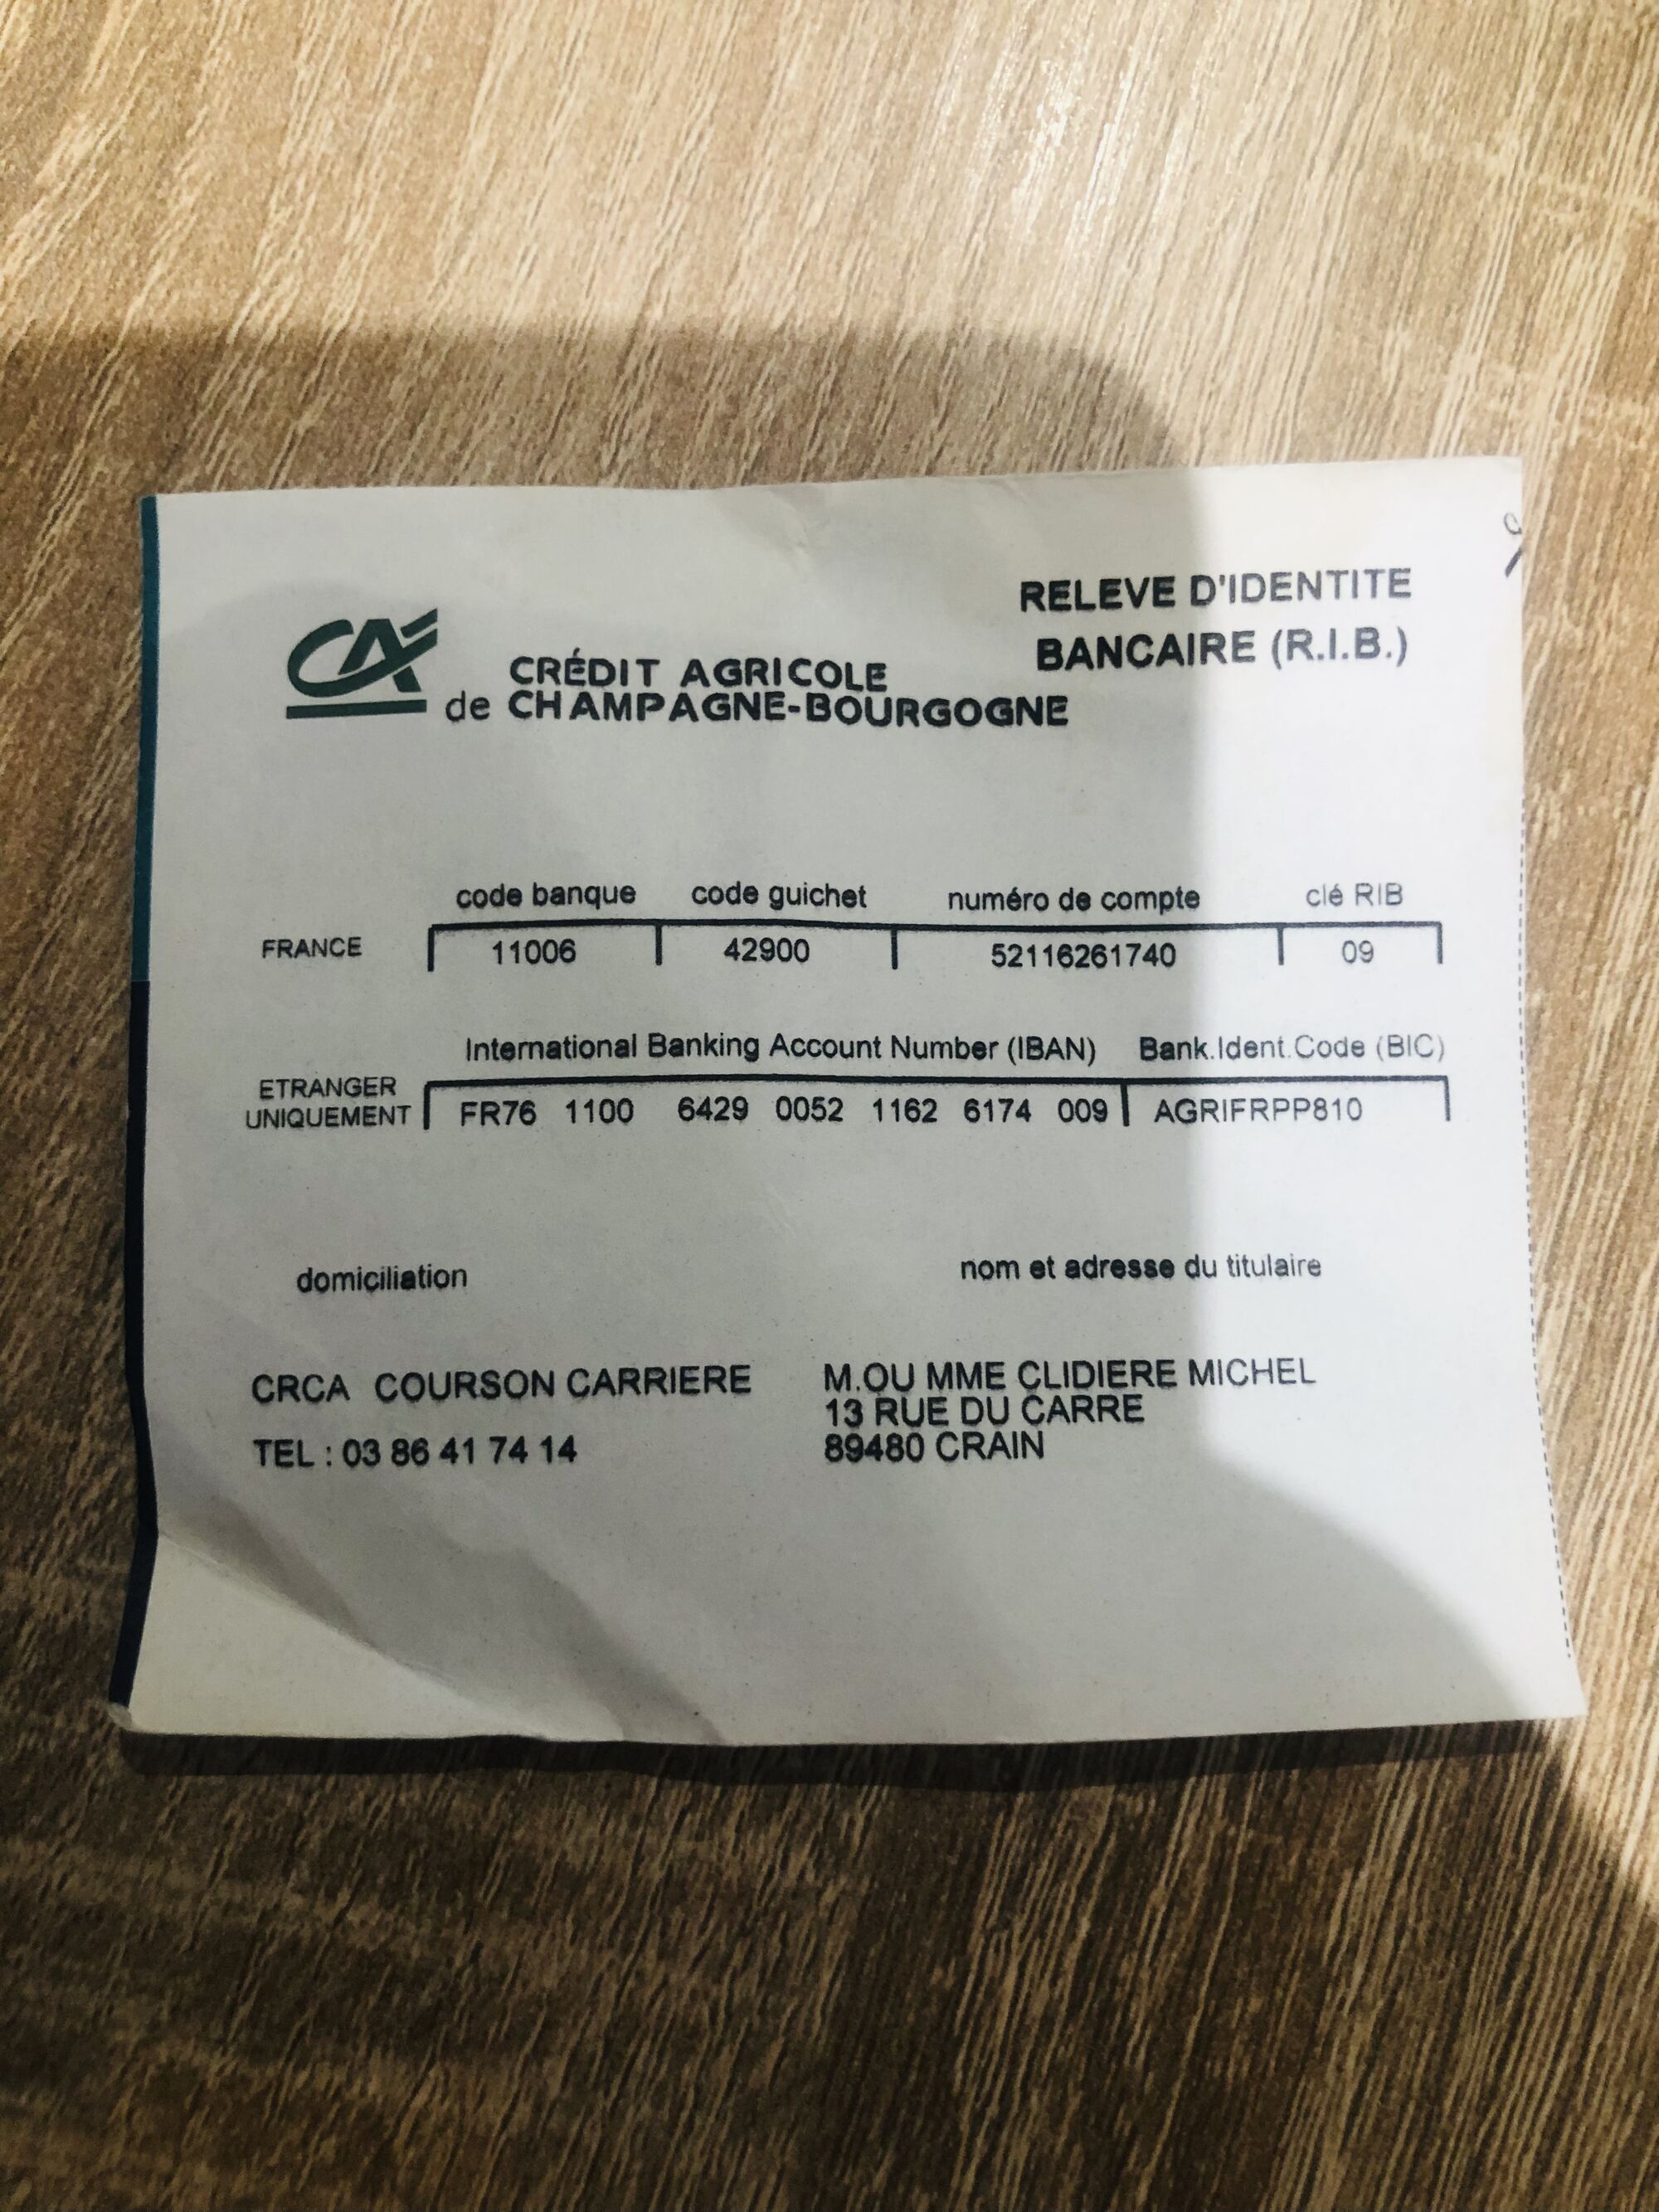 RELEVE D'IDENTITE
BANCAIRE (R.I.B.)
CA
CRÉDIT AGRICOLE
de CHAMPAGNE-BOURGOGNE
code banque code guichet numéro de compte clé RIB
FRANCE 11006 42900 52116261740 09
International Banking Account Number (IBAN) Bank.Ident.Code (BIC)
ETRANGER
UNIQUEMENT FR76 1100 6429 0052 1162 6174 009 AGRIFRPP810
domiciliation nom et adresse du titulaire
CRCA COURSON CARRIERE M.OU MME CLIDIERE MICHEL
13 RUE DU CARRE
TEL : 03 86 41 74 14 89480 CRAIN